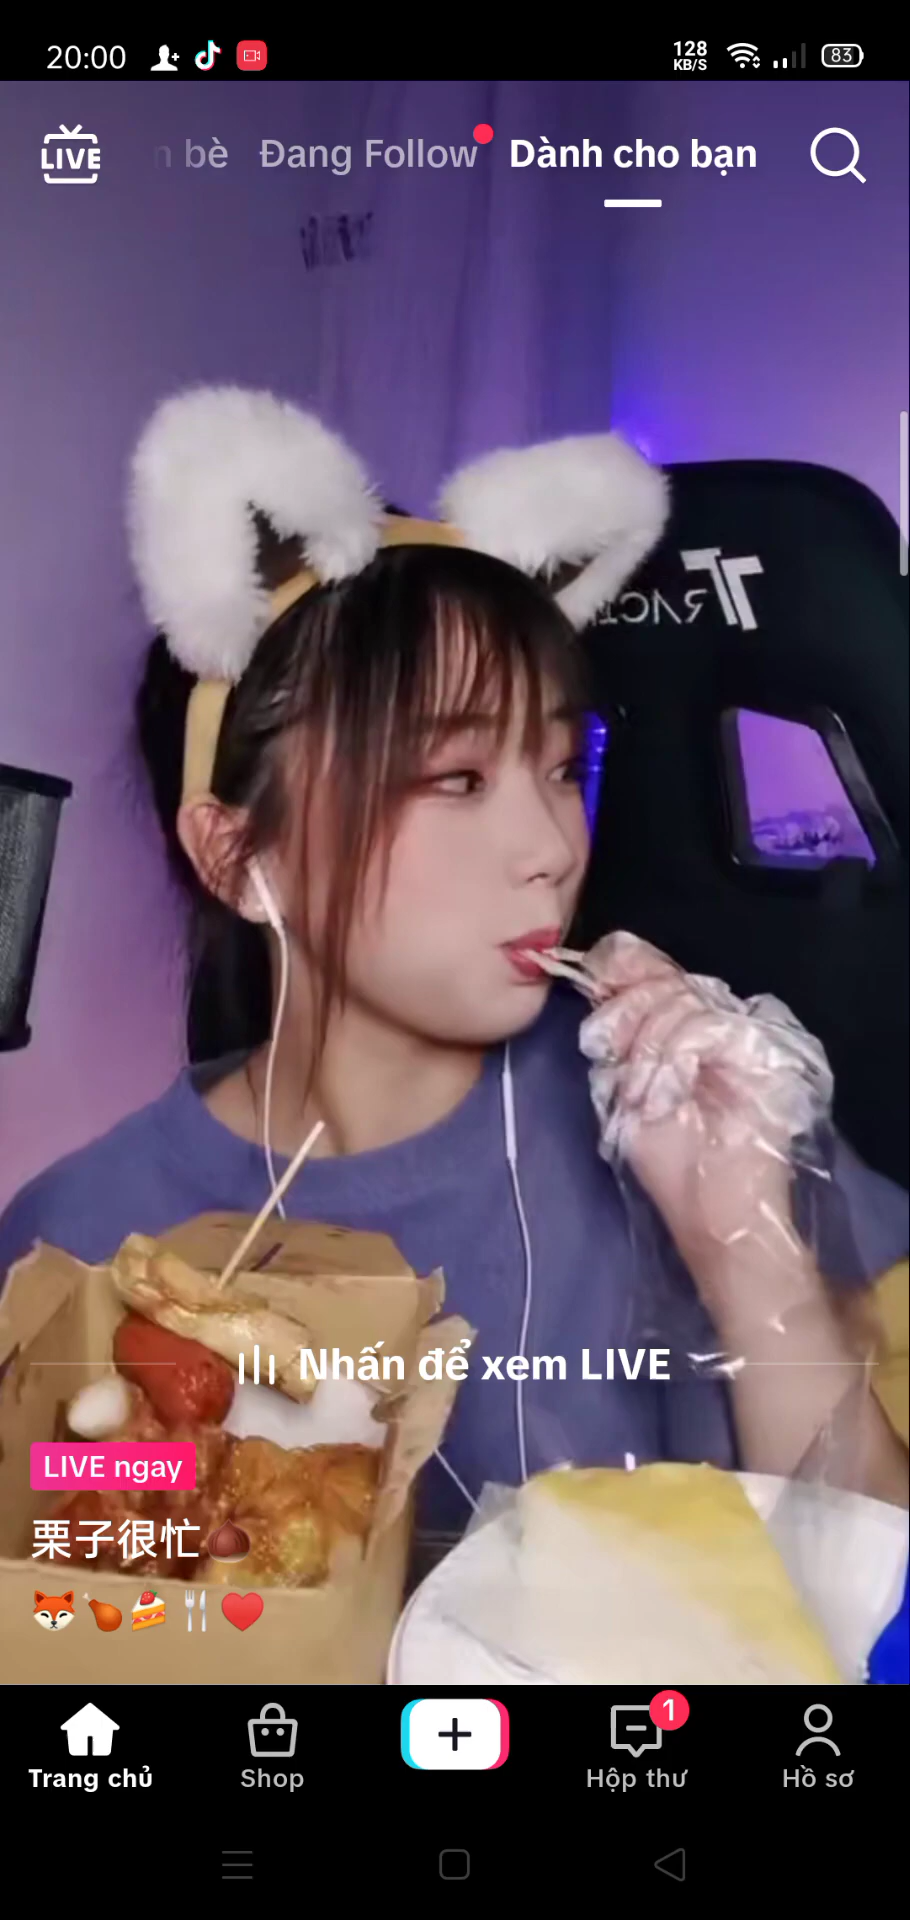 20:00
128
KB/S
83
LIVE
n bè Đang Follow Dành cho bạn
Nhấn để xem LIVE
LIVE ngay
栗子很忙🌰
🦊🍗🍰🍴❤️
1
Trang chủ Shop Hộp thư Hồ sơ